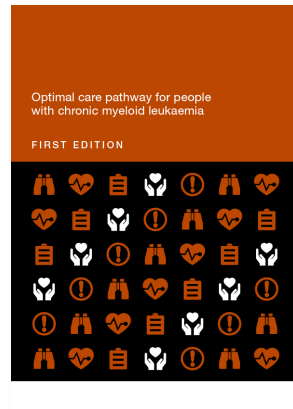 Optimal care pathway for people
with chronic myeloid leukaemia
FIRST EDITION